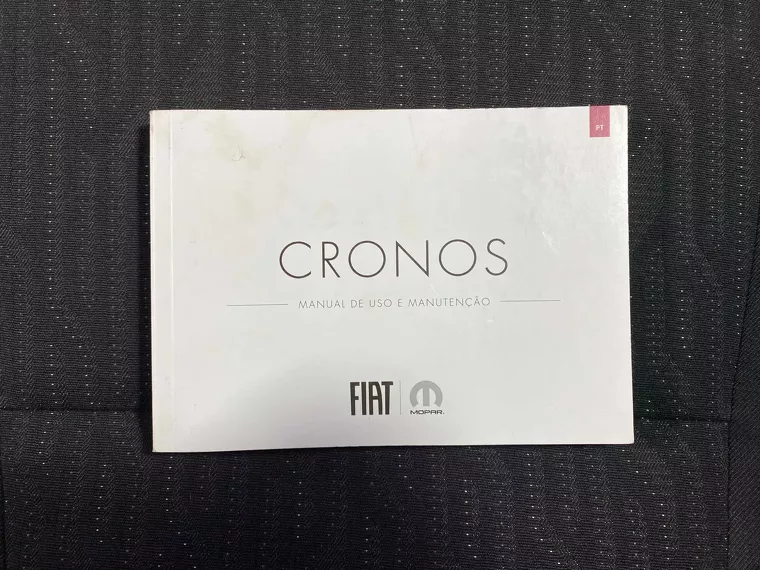 PT
CRONOS
MANUAL DE USO E MANUTENÇÃO
FIAT
MOPAR